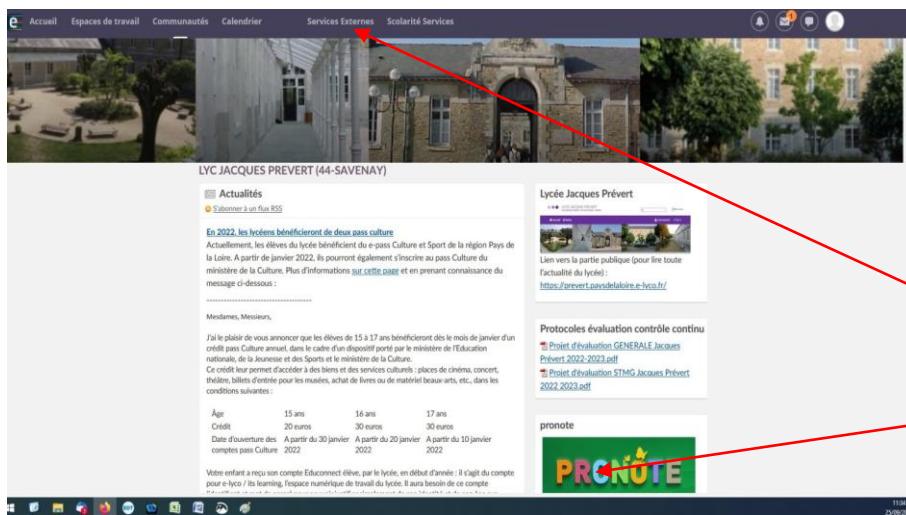 e Accueil Espaces de travail Communautés Calendrier Services Externes Scolarité Services
LYC JACQUES PREVERT (44-SAVENAY)
Actualités
S'abonner à un flux RSS
En 2022, les lycéens bénéficieront de deux pass culture
Actuellement, les élèves du lycée bénéficient du e-pass Culture et Sport de la région Pays de
la Loire. A partir de janvier 2022, ils pourront également s'inscrire au pass Culture du
ministère de la Culture. Plus d'informations sur cette page et en prenant connaissance du
message ci-dessous :
------------------------------------
Mesdames, Messieurs,
J'ai le plaisir de vous annoncer que les élèves de 15 à 17 ans bénéficieront dès le mois de janvier d'un
crédit pass Culture annuel, dans le cadre d'un dispositif porté par le ministère de l'Education
nationale, de la Jeunesse et des Sports et le ministère de la Culture.
Ce crédit leur permet d'accéder à des biens et des services culturels : places de cinéma, concert,
théâtre, billets d'entrée pour les musées, achat de livres ou de matériel beaux-arts, etc., dans les
conditions suivantes :
Âge 15 ans 16 ans 17 ans
Crédit 20 euros 30 euros 30 euros
Date d'ouverture des A partir du 30 janvier A partir du 20 janvier A partir du 10 janvier
comptes pass Culture 2022 2022 2022
Votre enfant a reçu son compte Educonnect élève, par le lycée, en début d'année : il s'agit du compte
pour e-lyco / its learning, l'espace numérique de travail du lycée. Il aura besoin de ce compte
Lycée Jacques Prévert
Lien vers la partie publique (pour lire toute
l'actualité du lycée) :
https://prevert.paysdelaloire.e-lyco.fr/
Protocoles évaluation contrôle continu
Projet d'évaluation GENERALE Jacques
Prévert 2022-2023.pdf
Projet d'évaluation STMG Jacques Prévert
2022 2023.pdf
pronote
PRONOTE